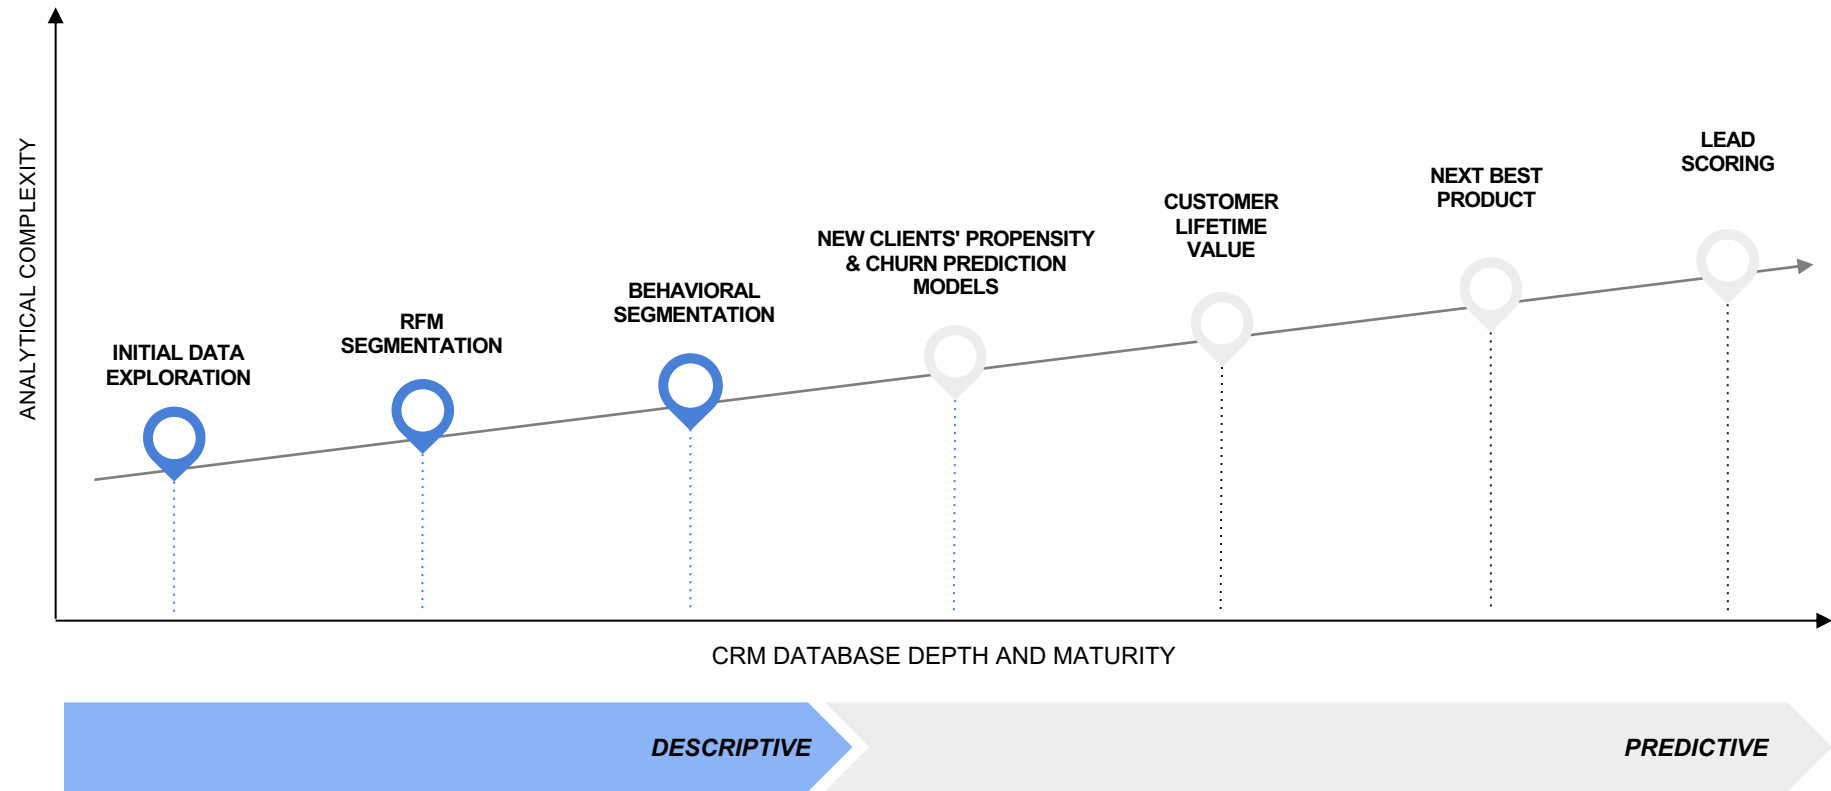 ANALYTICAL COMPLEXITY
INITIAL DATA
EXPLORATION
RFM
SEGMENTATION
BEHAVIORAL
SEGMENTATION
NEW CLIENTS' PROPENSITY
& CHURN PREDICTION
MODELS
CUSTOMER
LIFETIME
VALUE
NEXT BEST
PRODUCT
LEAD
SCORING
CRM DATABASE DEPTH AND MATURITY
DESCRIPTIVE
PREDICTIVE